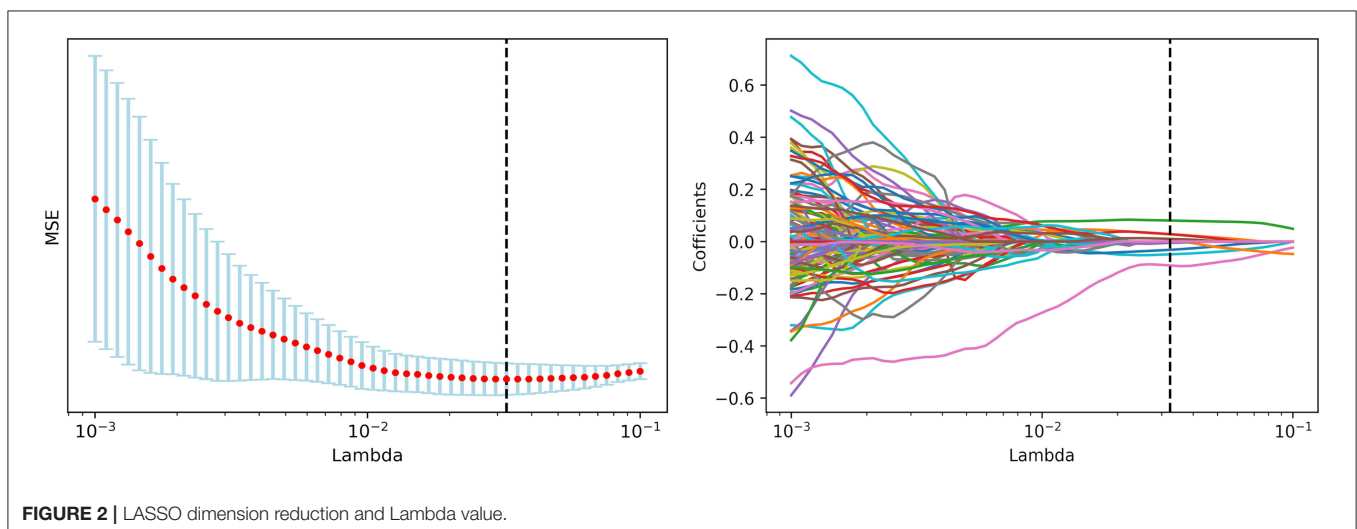 MSE
10⁻³
10⁻²
10⁻¹
Lambda
Cofficients
0.6
0.4
0.2
0.0
−0.2
−0.4
−0.6
10⁻³
10⁻²
10⁻¹
Lambda
FIGURE 2 | LASSO dimension reduction and Lambda value.